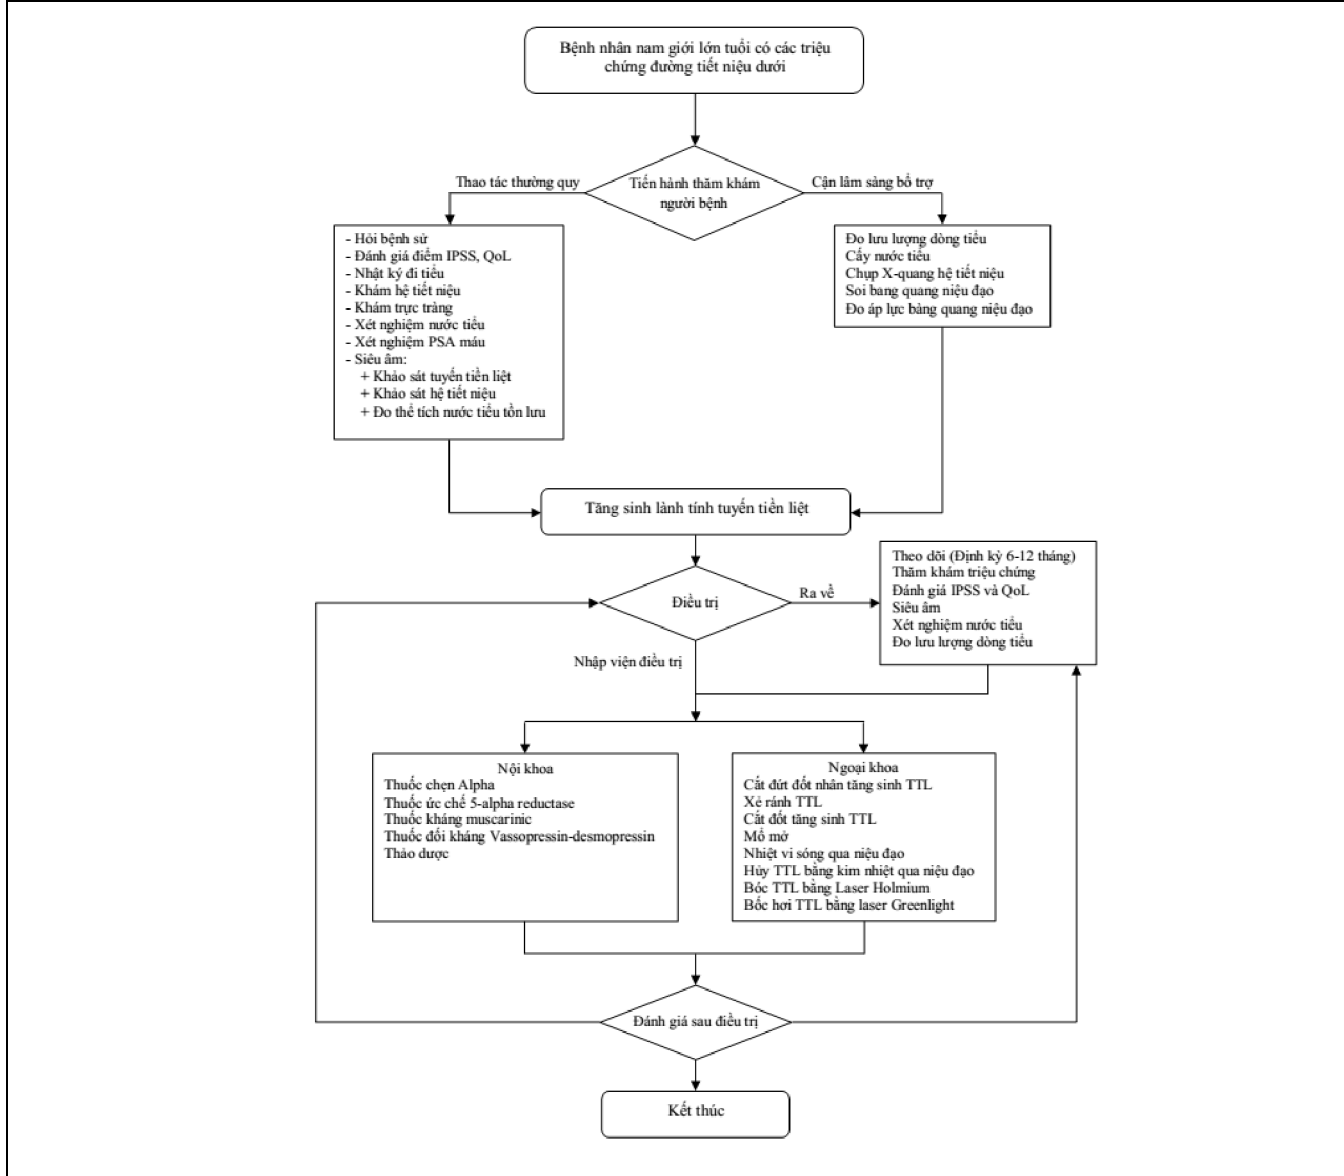 Bệnh nhân nam giới lớn tuổi có các triệu
chứng đường tiết niệu dưới
Tiến hành thăm khám
người bệnh
Thao tác thường quy
Cận lâm sàng bổ trợ
- Hỏi bệnh sử
- Đánh giá điểm IPSS, QoL
- Nhật ký đi tiểu
- Khám hệ tiết niệu
- Khám trực tràng
- Xét nghiệm nước tiểu
- Xét nghiệm PSA máu
- Siêu âm:
+ Khảo sát tuyến tiền liệt
+ Khảo sát hệ tiết niệu
+ Đo thể tích nước tiểu tồn lưu
Đo lưu lượng dòng tiểu
Cấy nước tiểu
Chụp X-quang hệ tiết niệu
Soi bang quang niệu đạo
Đo áp lực bàng quang niệu đạo
Tăng sinh lành tính tuyến tiền liệt
Điều trị
Ra về
Theo dõi (Định kỳ 6-12 tháng)
Thăm khám triệu chứng
Đánh giá IPSS và QoL
Siêu âm
Xét nghiệm nước tiểu
Đo lưu lượng dòng tiểu
Nhập viện điều trị
Nội khoa
Thuốc chẹn Alpha
Thuốc ức chế 5-alpha reductase
Thuốc kháng muscarinic
Thuốc đối kháng Vassopressin-desmopressin
Thảo dược
Ngoại khoa
Cắt đứt đốt nhân tăng sinh TTL
Xẻ ránh TTL
Cắt đốt tăng sinh TTL
Mổ mở
Nhiệt vi sóng qua niệu đạo
Hủy TTL bằng kim nhiệt qua niệu đạo
Bóc TTL bằng Laser Holmium
Bốc hơi TTL bằng laser Greenlight
Đánh giá sau điều trị
Kết thúc